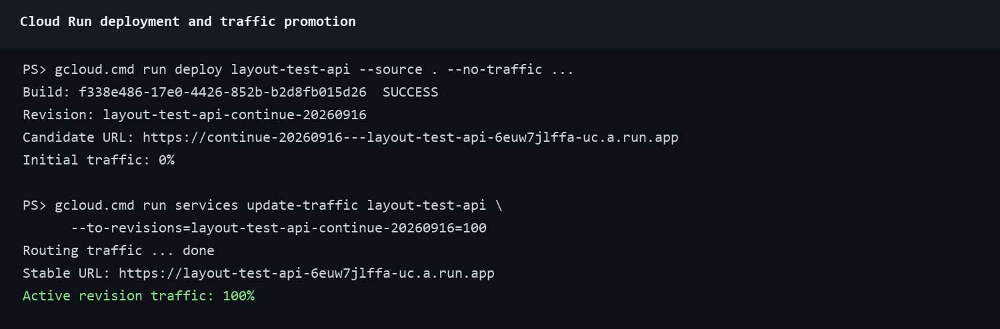 Cloud Run deployment and traffic promotion
PS> gcloud.cmd run deploy layout-test-api --source . --no-traffic ...
Build: f338e486-17e0-4426-852b-b2d8fb015d26  SUCCESS
Revision: layout-test-api-continue-20260916
Candidate URL: https://continue-20260916---layout-test-api-6euw7jlffa-uc.a.run.app
Initial traffic: 0%
PS> gcloud.cmd run services update-traffic layout-test-api \
--to-revisions=layout-test-api-continue-20260916=100
Routing traffic ... done
Stable URL: https://layout-test-api-6euw7jlffa-uc.a.run.app
Active revision traffic: 100%